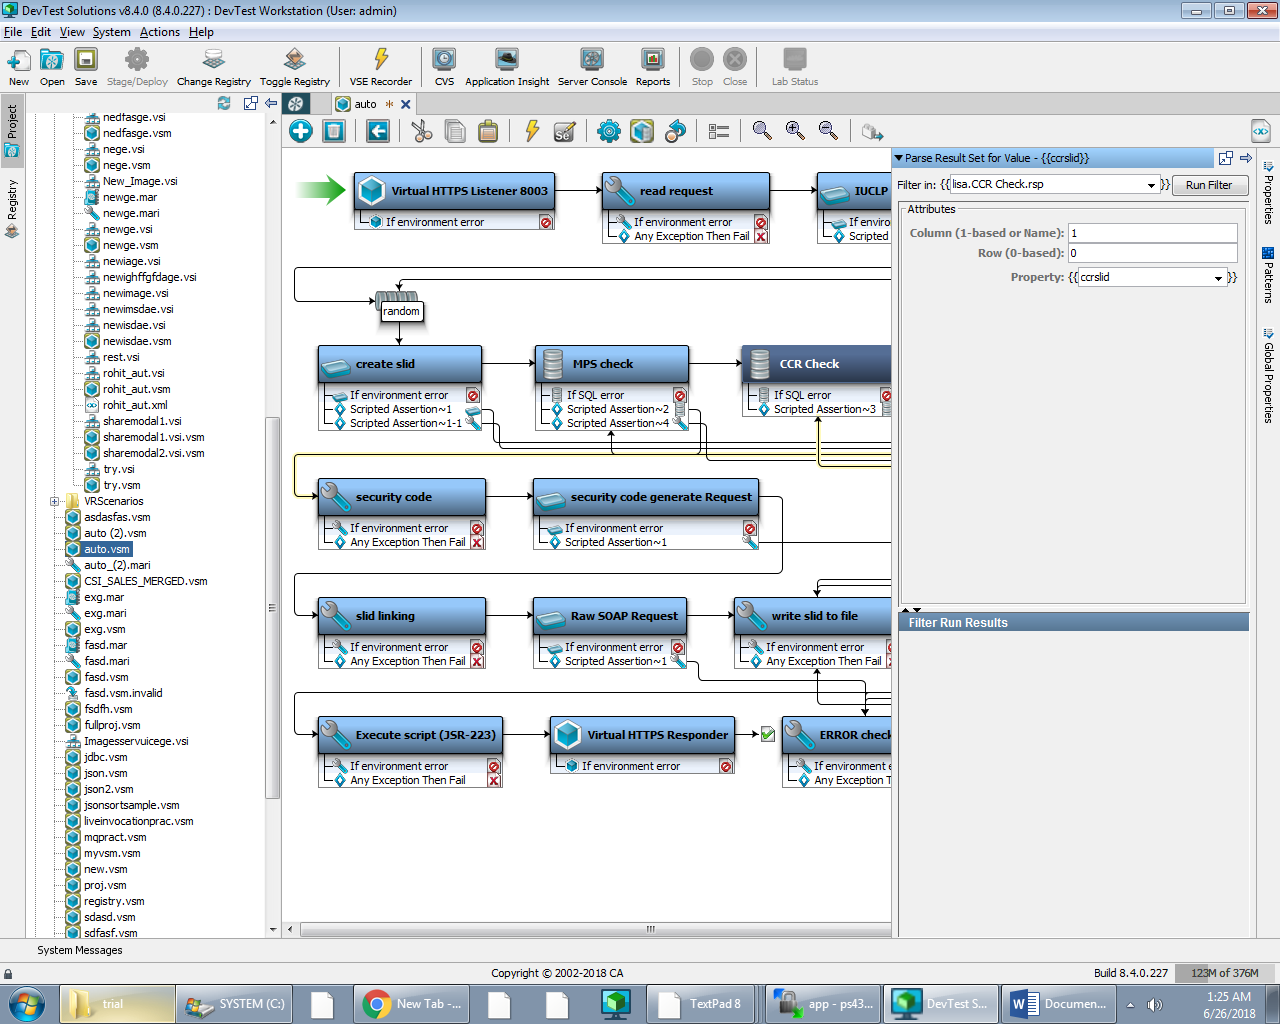 DevTest Solutions v8.4.0 (8.4.0.227) : DevTest Workstation (User: admin)
File Edit View System Actions Help
New Open Save Stage/Deploy Change Registry Toggle Registry VSE Recorder CVS Application Insight Server Console Reports Stop Close Lab Status
Project
Registry
nedfasge.vsi
nedfasge.vsm
nege.vsi
nege.vsm
New_Image.vsi
newge.mar
newge.mari
newge.vsi
newge.vsm
newiage.vsi
newighffgfdage.vsi
newimage.vsi
newimsdae.vsi
newisdae.vsi
newisdae.vsm
rest.vsi
rohit_aut.vsi
rohit_aut.vsm
rohit_aut.xml
sharemodal1.vsi
sharemodal1.vsi.vsm
sharemodal2.vsi.vsm
try.vsi
try.vsm
VRScenarios
asdasfas.vsm
auto (2).vsm
auto.vsm
auto_(2).mari
CSI_SALES_MERGED.vsm
exg.mar
exg.mari
exg.vsm
fasd.mar
fasd.mari
fasd.vsm
fasd.vsm.invalid
fsdfh.vsm
fullproj.vsm
Imagesservuicege.vsi
jdbc.vsm
json.vsm
json2.vsm
jsonsortsample.vsm
liveinvocationprac.vsm
mqpract.vsm
myvsm.vsm
new.vsm
proj.vsm
registry.vsm
sdasd.vsm
sdfasf.vsm
auto
Virtual HTTPS Listener 8003
If environment error
read request
If environment error
Any Exception Then Fail
IUCLP
If environ
Scripted
random
create slid
If environment error
Scripted Assertion~1
Scripted Assertion~1-1
MPS check
If SQL error
Scripted Assertion~2
Scripted Assertion~4
CCR Check
If SQL error
Scripted Assertion~3
security code
If environment error
Any Exception Then Fail
security code generate Request
If environment error
Scripted Assertion~1
slid linking
If environment error
Any Exception Then Fail
Raw SOAP Request
If environment error
Scripted Assertion~1
write slid to file
If environment error
Any Exception Then Fail
Execute script (JSR-223)
If environment error
Any Exception Then Fail
Virtual HTTPS Responder
If environment error
ERROR check
If environment e
Any Exception T
Parse Result Set for Value - {{ccrslid}}
Filter in: {{lisa.CCR Check.rsp}} Run Filter
Attributes
Column (1-based or Name): 1
Row (0-based): 0
Property: {{ccrslid}}
Filter Run Results
Properties
Patterns
Global Properties
System Messages
Copyright © 2002-2018 CA
Build 8.4.0.227
123M of 376M
trial
SYSTEM (C:)
New Tab -...
TextPad 8
app - ps43...
DevTest S...
Documen...
1:25 AM
6/26/2018